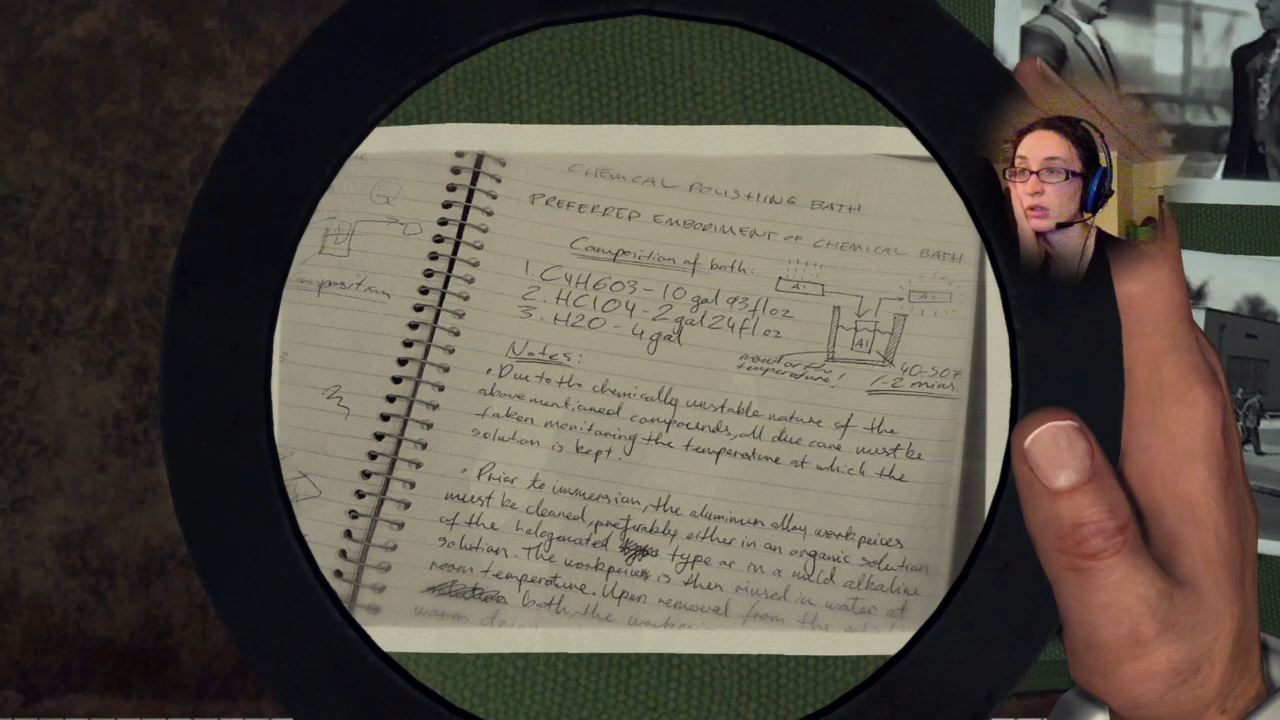 CHEMICAL POLISHING BATH
PREFERRED EMBODIMENT OF CHEMICAL BATH
Composition of bath:
1. C4H6O3 - 10 gal 93 fl oz
2. HClO4 - 2 gal 24 fl oz
3. H2O - 4 gal
Al
Al
Al
monitor the temperature!
1-2 mins
omposition
Notes:
• Due to the chemically unstable nature of the
above mentioned compounds, all due care must be
taken monitoring the temperature at which the
solution is kept.
• Prior to immersion, the aluminum alloy workpeices
must be cleaned, preferably either in an organic solution
of the halogenated type or in a mild alkaline
solution. The workpeice is then rinsed in water at
room temperature. Upon removal from the
bath, the
warm